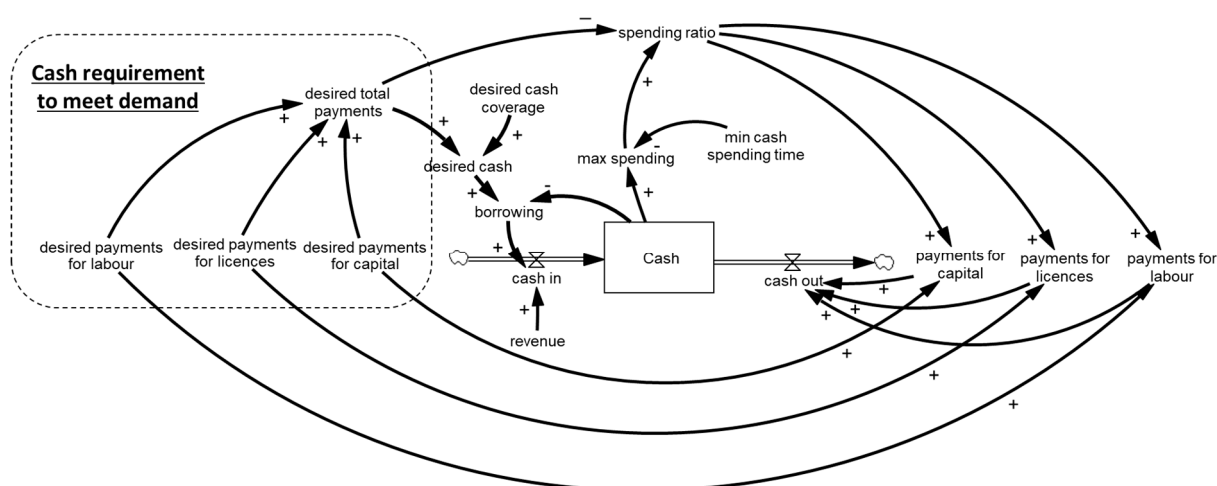 Cash requirement
to meet demand
desired total
payments
desired cash
coverage
spending ratio
desired cash
max spending
min cash
spending time
borrowing
desired payments
for labour
desired payments
for licences
desired payments
for capital
cash in
Cash
cash out
payments for
capital
payments for
licences
payments for
labour
revenue